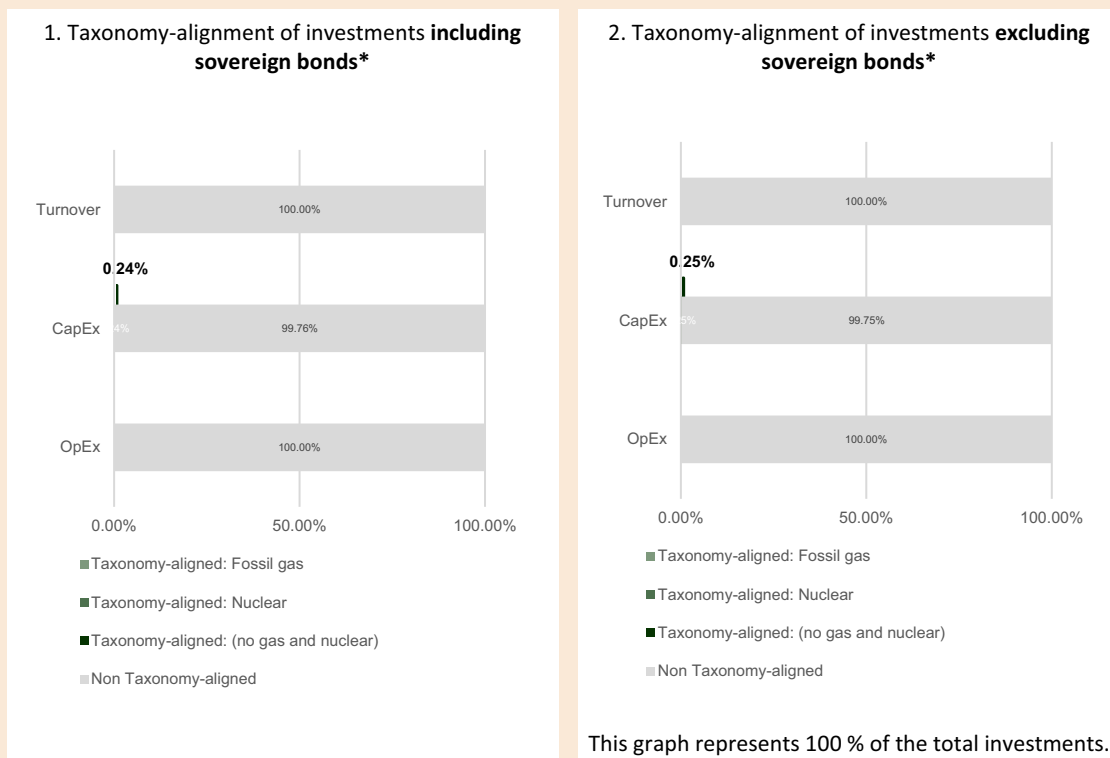 1. Taxonomy-alignment of investments including
sovereign bonds*
Turnover
100.00%
0.24%
CapEx
4%
99.76%
OpEx
100.00%
0.00%
50.00%
100.00%
Taxonomy-aligned: Fossil gas
Taxonomy-aligned: Nuclear
Taxonomy-aligned: (no gas and nuclear)
Non Taxonomy-aligned
2. Taxonomy-alignment of investments excluding
sovereign bonds*
Turnover
100.00%
0.25%
CapEx
5%
99.75%
OpEx
100.00%
0.00%
50.00%
100.00%
Taxonomy-aligned: Fossil gas
Taxonomy-aligned: Nuclear
Taxonomy-aligned: (no gas and nuclear)
Non Taxonomy-aligned
This graph represents 100 % of the total investments.